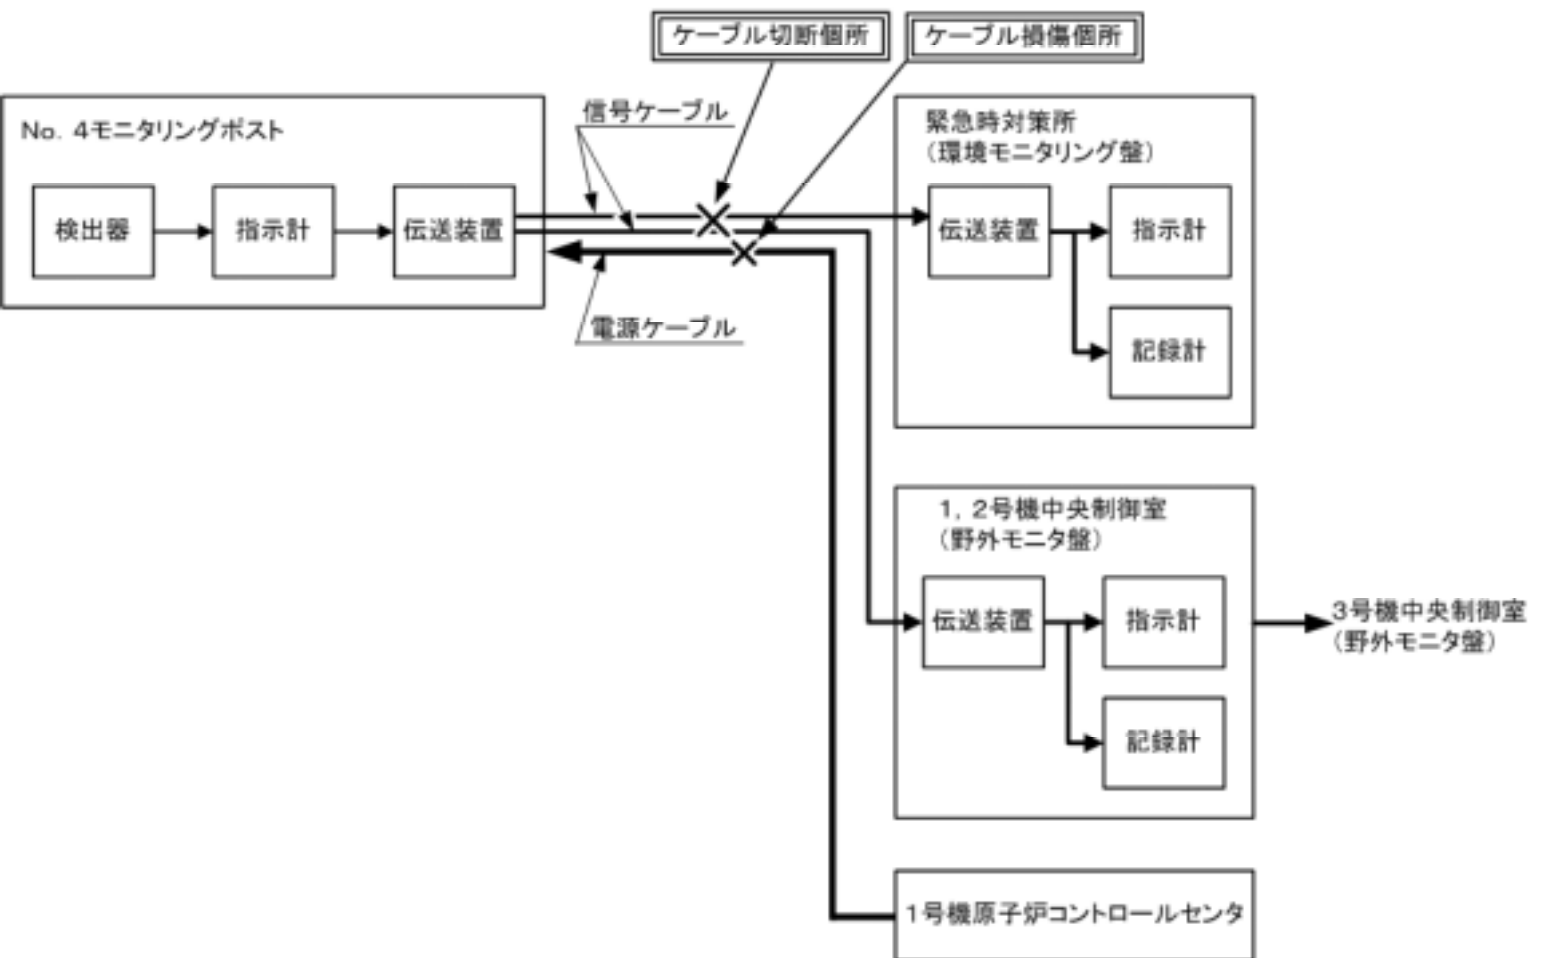 ケーブル切断個所
ケーブル損傷個所
信号ケーブル
No. 4モニタリングポスト
検出器
指示計
伝送装置
電源ケーブル
緊急時対策所
(環境モニタリング盤)
伝送装置
指示計
記録計
1, 2号機中央制御室
(野外モニタ盤)
伝送装置
指示計
記録計
3号機中央制御室
(野外モニタ盤)
1号機原子炉コントロールセンタ